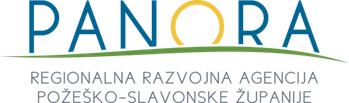 PANORA
REGIONALNA RAZVOJNA AGENCIJA
POŽEŠKO-SLAVONSKE ŽUPANIJE